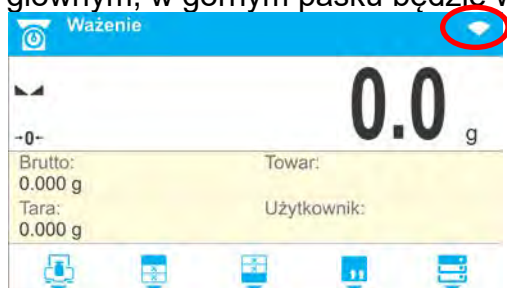 głównym, w górnym pasku będzie w
Ważenie
0.0 g
→0←
Brutto:
0.000 g
Towar:
Tara:
0.000 g
Użytkownik: